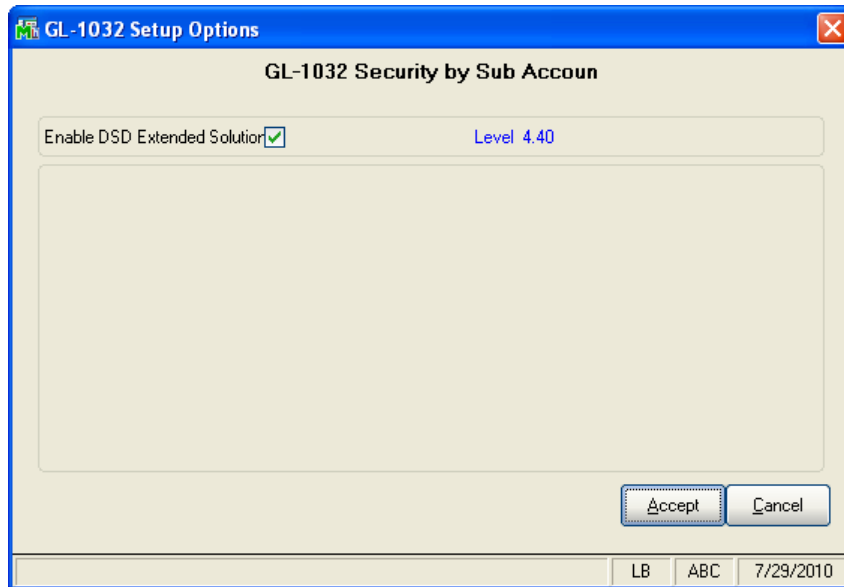 GL-1032 Setup Options
GL-1032 Security by Sub Accoun
Enable DSD Extended Solution
Level 4.40
Accept
Cancel
LB
ABC
7/29/2010